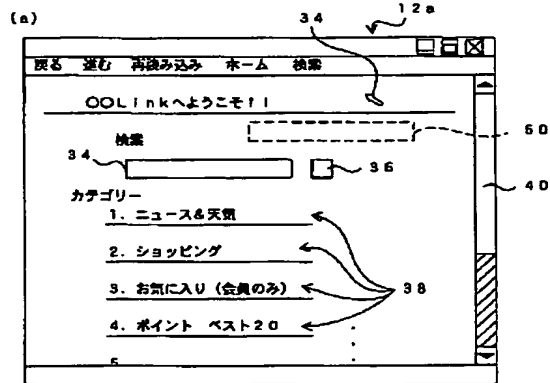 (a)
34
12a
戻る 進む 再読み込み ホーム 検索
○○Linkへようこそ!!
検索
50
34
36
40
カテゴリー
1. ニュース&天気
2. ショッピング
3. お気に入り(会員のみ)
38
4. ポイント ベスト20
5